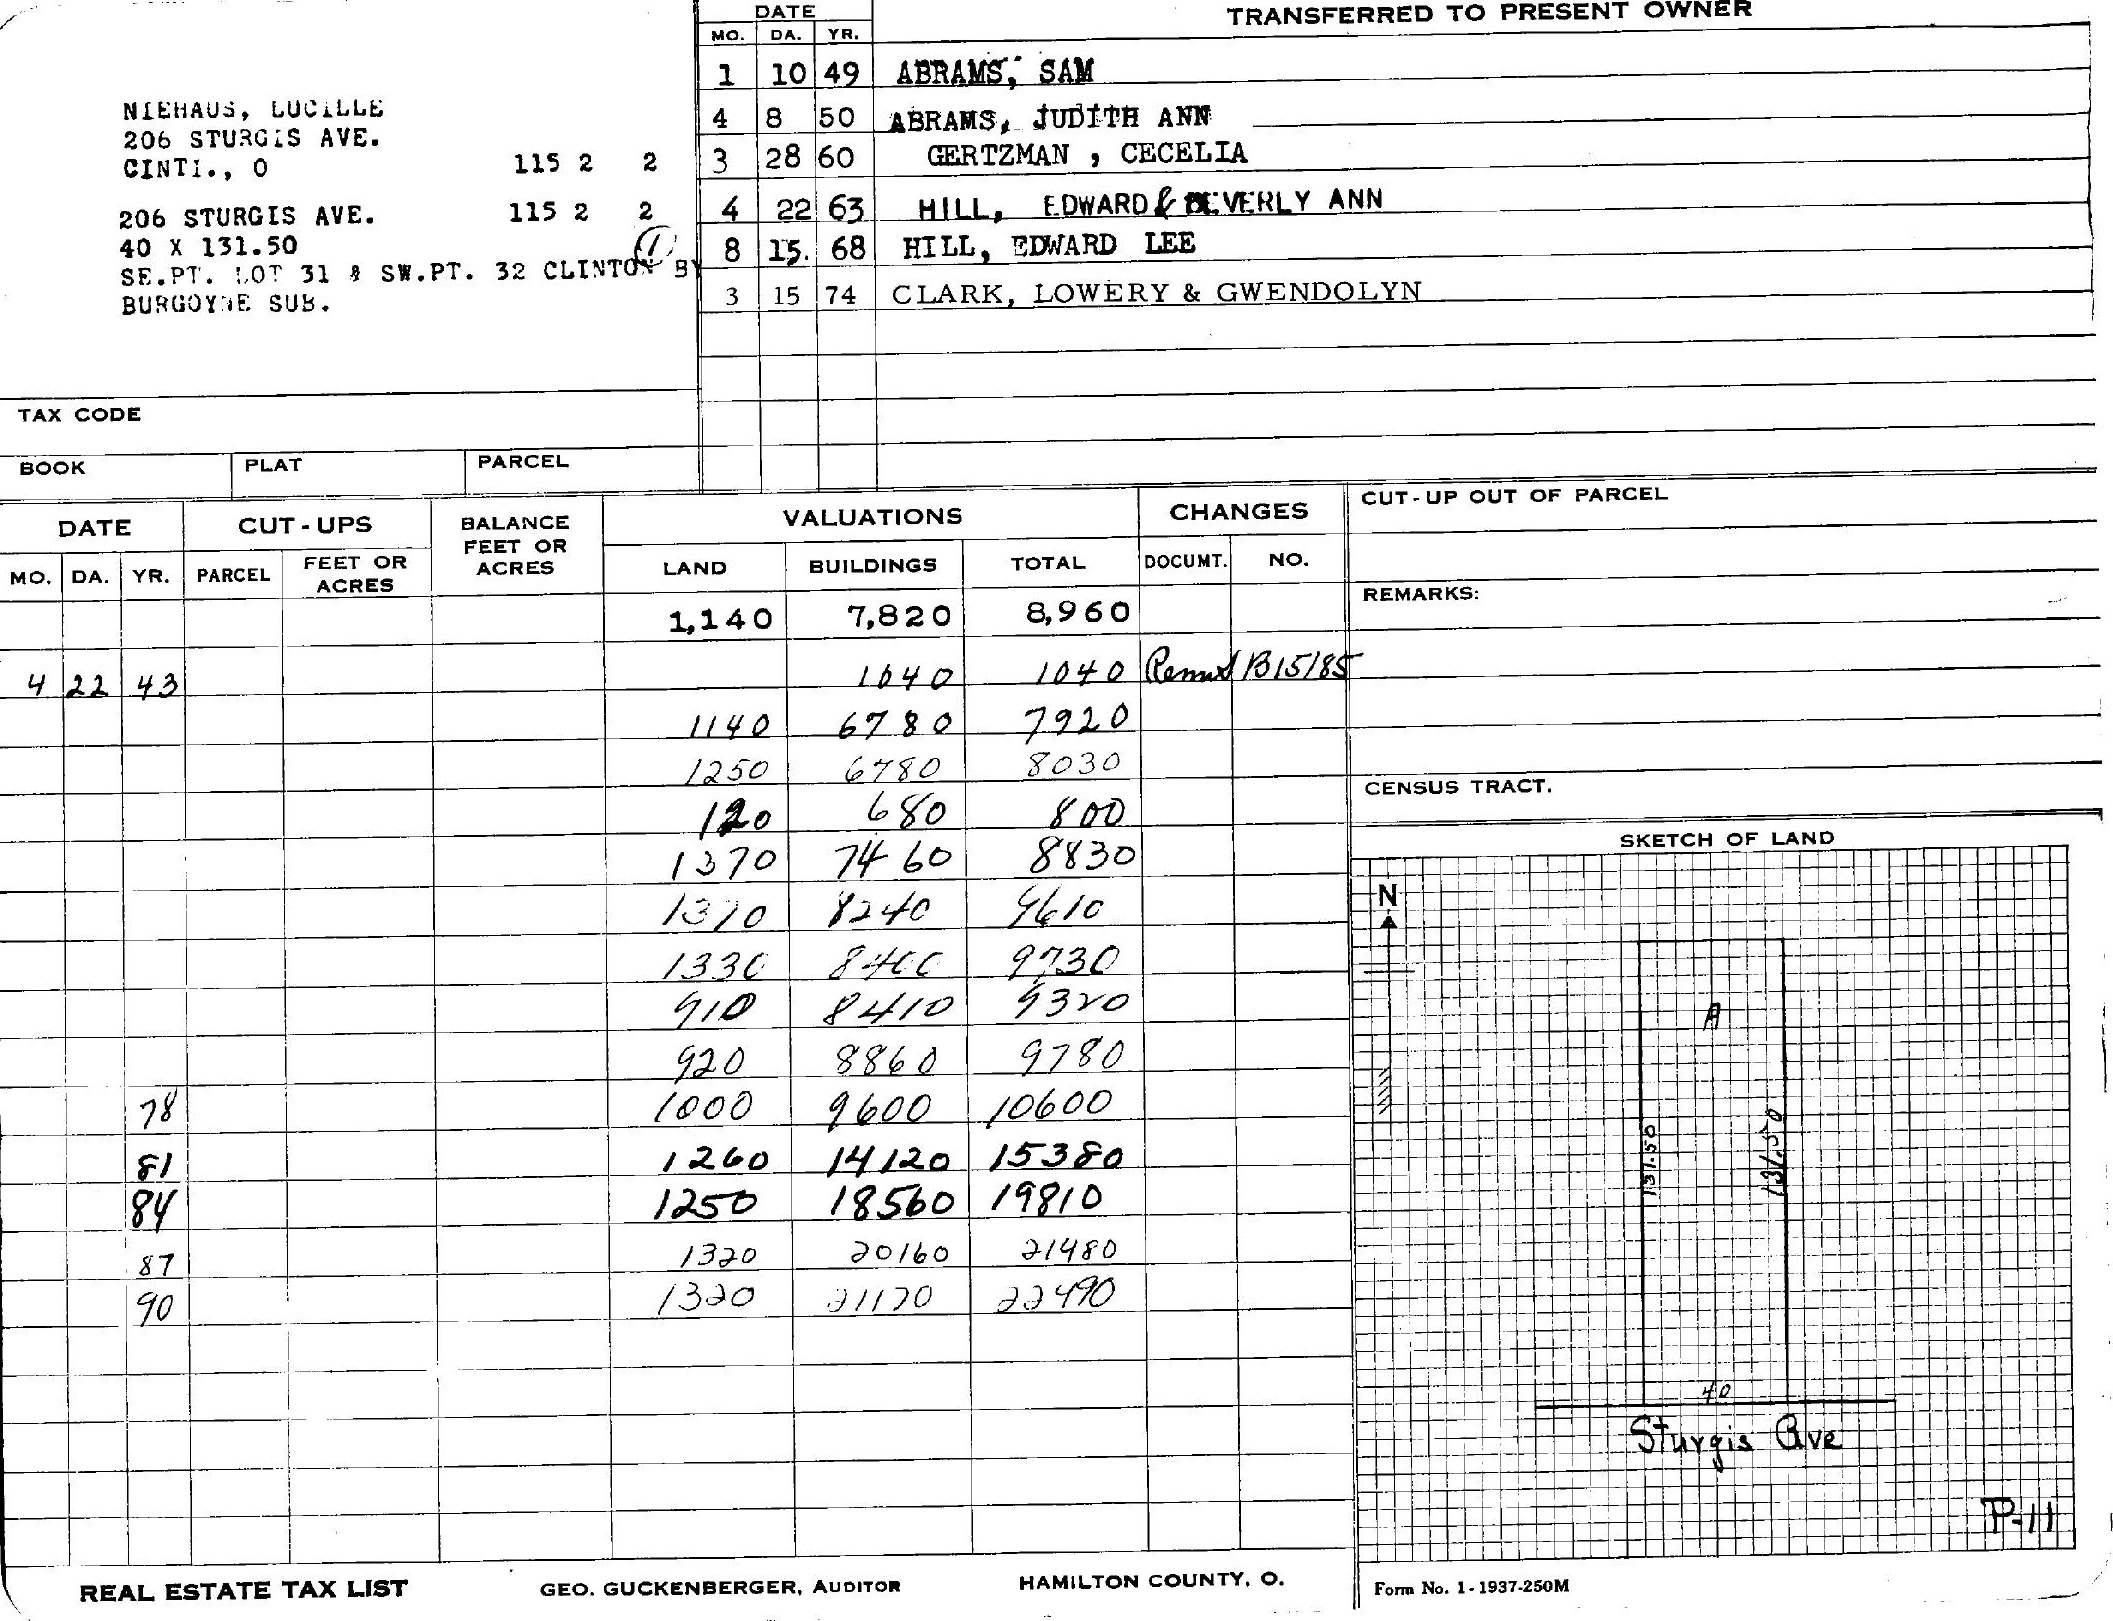 NIEHAUS, LUCILLE
206 STURGIS AVE.
CINTI., O 115 2 2
206 STURGIS AVE. 115 2 2
40 X 131.50 1
SE.PT. LOT 31 & SW.PT. 32 CLINTON BY
BURGOYNE SUB.
TAX CODE
BOOK PLAT PARCEL
DATE TRANSFERRED TO PRESENT OWNER
MO. DA. YR.
1 10 49 ABRAMS, SAM
4 8 50 ABRAMS, JUDITH ANN
3 28 60 GERTZMAN , CECELIA
4 22 63 HILL, EDWARD & BEVERLY ANN
8 15. 68 HILL, EDWARD LEE
3 15 74 CLARK, LOWERY & GWENDOLYN
DATE CUT-UPS BALANCE FEET OR ACRES VALUATIONS CHANGES
MO. DA. YR. PARCEL FEET OR ACRES LAND BUILDINGS TOTAL DOCUMT. NO.
1,140 7,820 8,960
4 22 43 1040 1040 Remit B15185
1140 6780 7920
1250 6780 8030
120 680 800
1370 7460 8830
1370 8240 9610
1330 8400 9730
910 8410 9320
920 8860 9780
78 1000 9600 10600
81 1260 14120 15380
84 1250 18560 19810
87 1320 20160 21480
90 1320 21170 22490
CUT-UP OUT OF PARCEL
REMARKS:
CENSUS TRACT.
SKETCH OF LAND
N
A
131.50 131.50
40
Sturgis Ave
P-11
REAL ESTATE TAX LIST GEO. GUCKENBERGER, AUDITOR HAMILTON COUNTY, O. Form No. 1-1937-250M